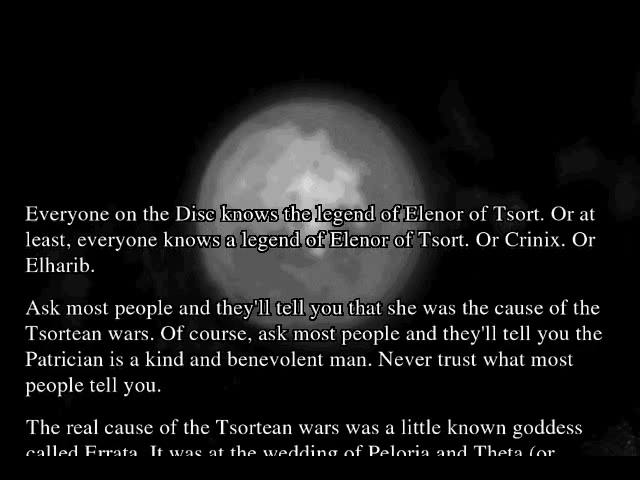 Everyone on the Disc knows the legend of Elenor of Tsort. Or at
least, everyone knows a legend of Elenor of Tsort. Or Crinix. Or
Elharib.
Ask most people and they'll tell you that she was the cause of the
Tsortean wars. Of course, ask most people and they'll tell you the
Patrician is a kind and benevolent man. Never trust what most
people tell you.
The real cause of the Tsortean wars was a little known goddess
called Errata. It was at the wedding of Peloria and Theta (or